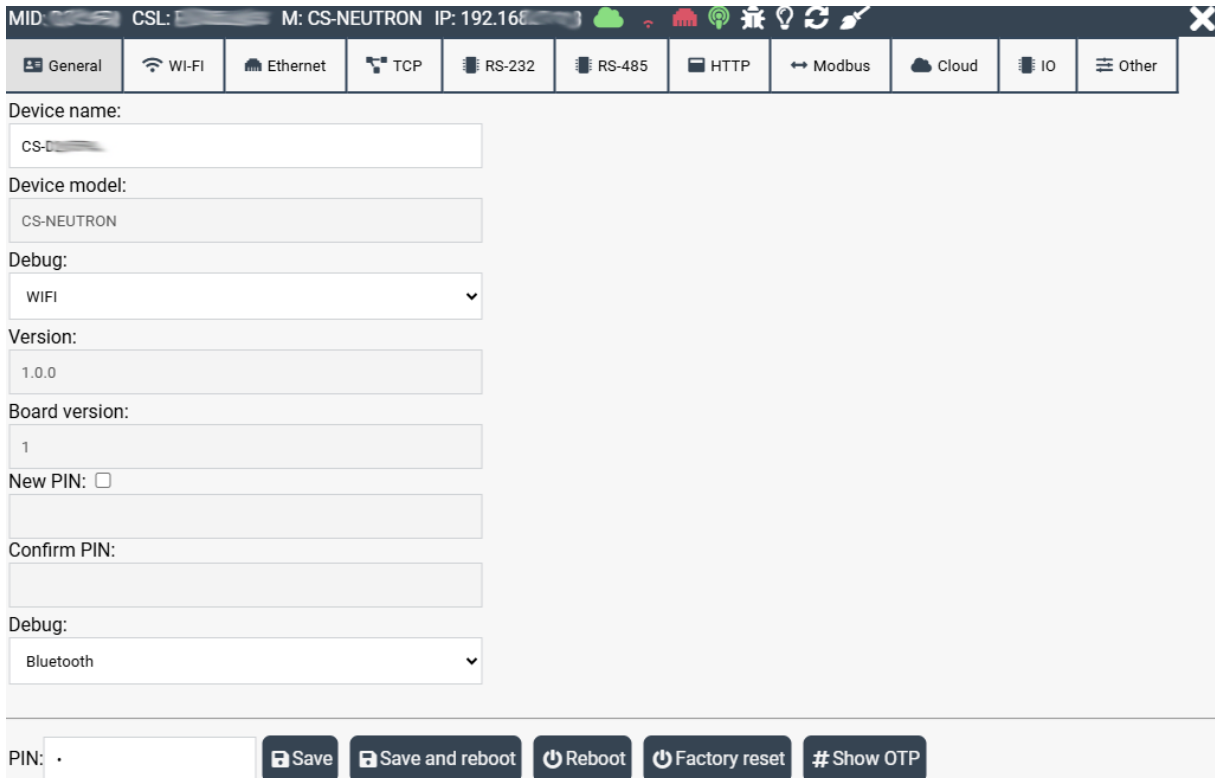 MID: CSL: M: CS-NEUTRON IP: 192.168
General WI-FI Ethernet TCP RS-232 RS-485 HTTP Modbus Cloud IO Other
Device name:
CS-
Device model:
CS-NEUTRON
Debug:
WIFI
Version:
1.0.0
Board version:
1
New PIN:
Confirm PIN:
Debug:
Bluetooth
PIN: Save Save and reboot Reboot Factory reset # Show OTP